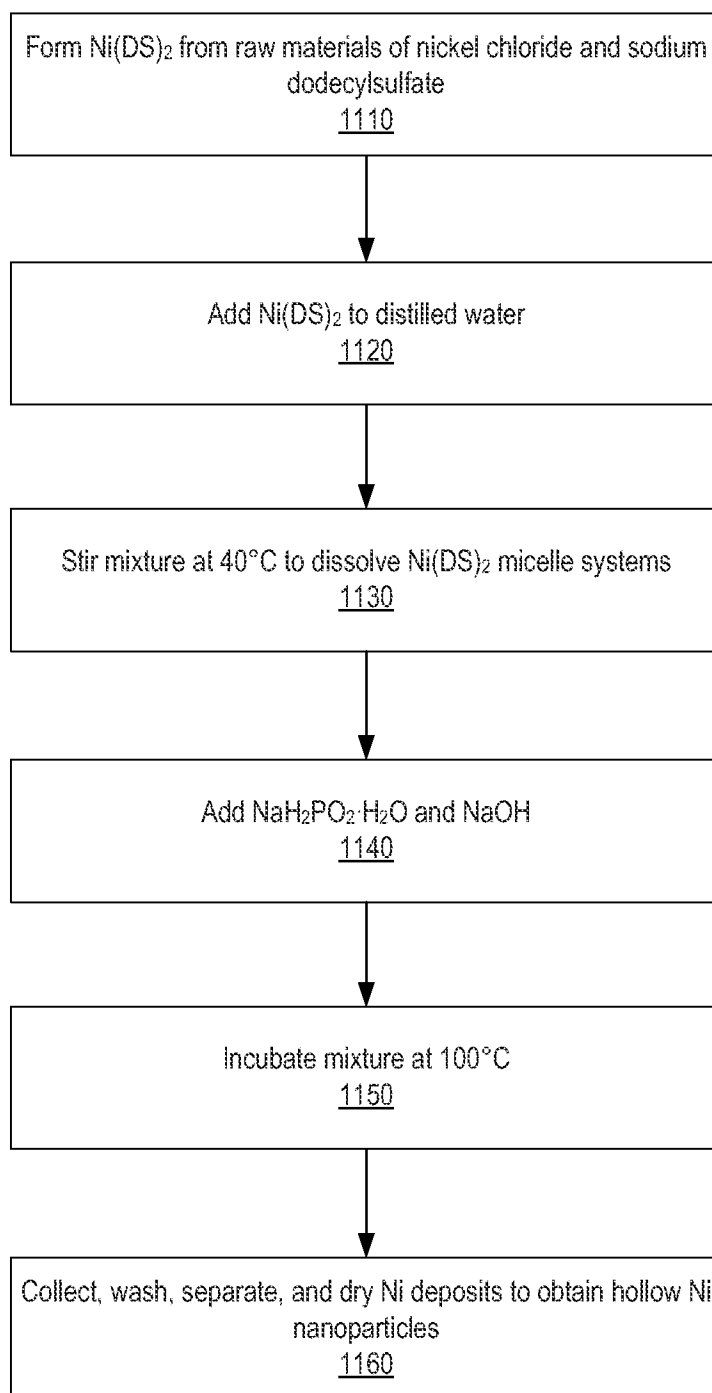 Form Ni(DS)₂ from raw materials of nickel chloride and sodium
dodecylsulfate
1110
Add Ni(DS)₂ to distilled water
1120
Stir mixture at 40°C to dissolve Ni(DS)₂ micelle systems
1130
Add NaH₂PO₂·H₂O and NaOH
1140
Incubate mixture at 100°C
1150
Collect, wash, separate, and dry Ni deposits to obtain hollow Ni
nanoparticles
1160